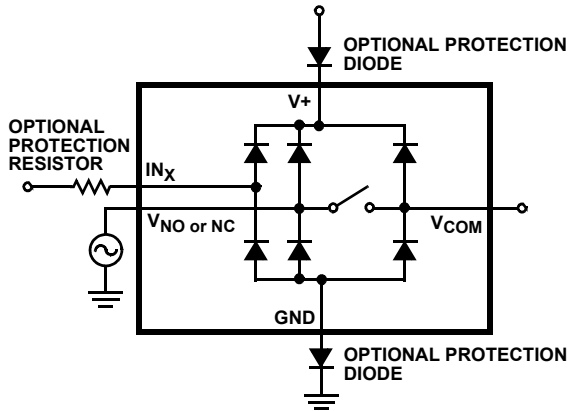 OPTIONAL PROTECTION
DIODE
V+
OPTIONAL
PROTECTION
RESISTOR
INX
VNO or NC
VCOM
GND
OPTIONAL PROTECTION
DIODE